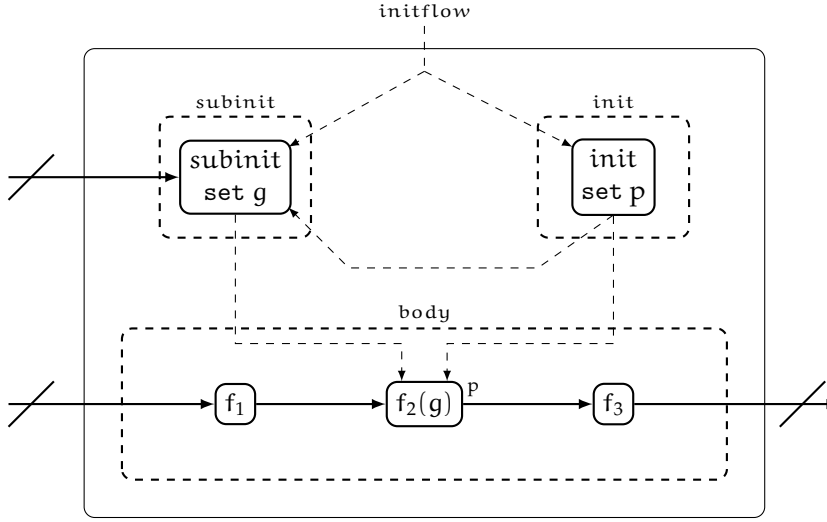 initflow
subinit
init
subinit
set g
init
set p
body
f₁
f₂(g)
p
f₃